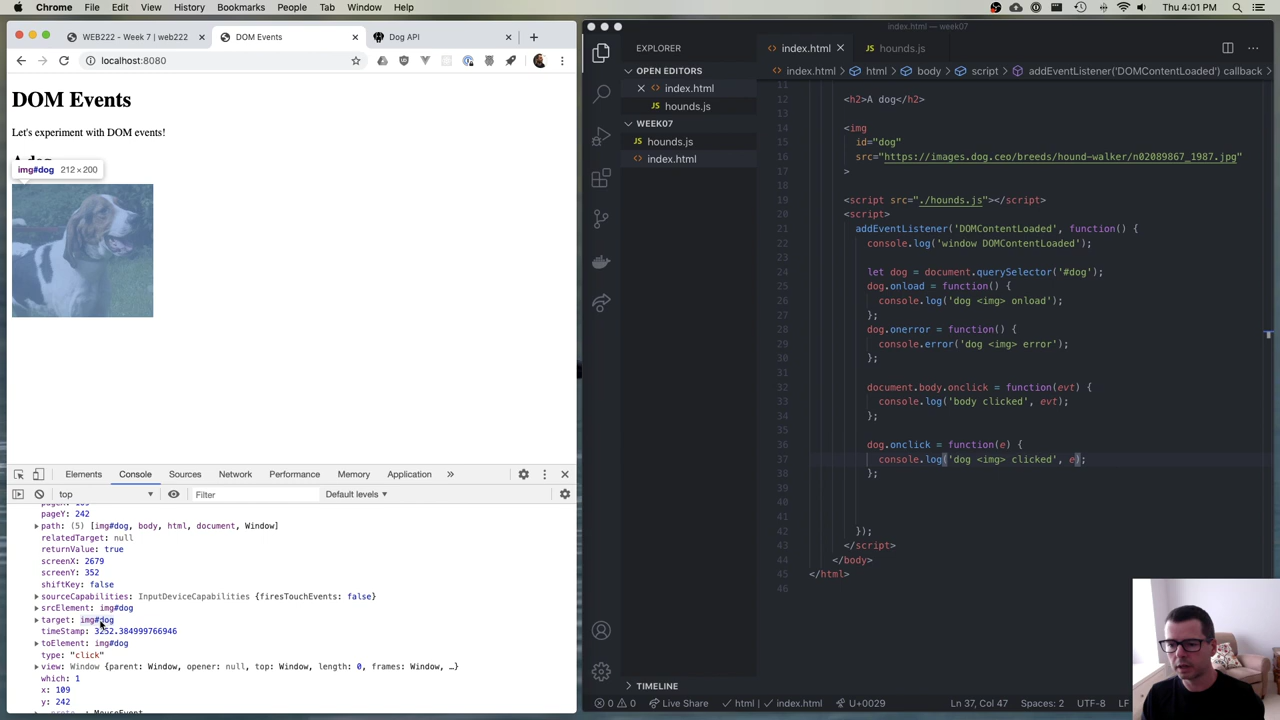 Chrome File Edit View History Bookmarks People Tab Window Help
Thu 4:01 PM
WEB222 - Week 7 | web222
DOM Events
Dog API
localhost:8080
DOM Events
Let's experiment with DOM events!
img#dog 212 × 200
Elements Console Sources Network Performance Memory Application
top
Filter
Default levels
pageY: 242
path: (5) [img#dog, body, html, document, Window]
relatedTarget: null
returnValue: true
screenX: 2679
screenY: 352
shiftKey: false
sourceCapabilities: InputDeviceCapabilities {firesTouchEvents: false}
srcElement: img#dog
target: img#dog
timeStamp: 3252.384999766946
toElement: img#dog
type: "click"
view: Window {parent: Window, opener: null, top: Window, length: 0, frames: Window, …}
which: 1
x: 109
y: 242
index.html — week07
EXPLORER
OPEN EDITORS
index.html
hounds.js
WEEK07
hounds.js
index.html
TIMELINE
index.html
hounds.js
index.html > html > body > script > addEventListener('DOMContentLoaded') callback
11
12 <h2>A dog</h2>
13
14 <img
15 id="dog"
16 src="https://images.dog.ceo/breeds/hound-walker/n02089867_1987.jpg"
17 >
18
19 <script src="./hounds.js"></script>
20 <script>
21 addEventListener('DOMContentLoaded', function() {
22 console.log('window DOMContentLoaded');
23
24 let dog = document.querySelector('#dog');
25 dog.onload = function() {
26 console.log('dog <img> onload');
27 };
28 dog.onerror = function() {
29 console.error('dog <img> error');
30 };
31
32 document.body.onclick = function(evt) {
33 console.log('body clicked', evt);
34 };
35
36 dog.onclick = function(e) {
37 console.log('dog <img> clicked', e);
38 };
39
40
41
42 });
43 </script>
44 </body>
45 </html>
46
0 0 Live Share html | index.html U+0029 Ln 37, Col 47 Spaces: 2 UTF-8 LF